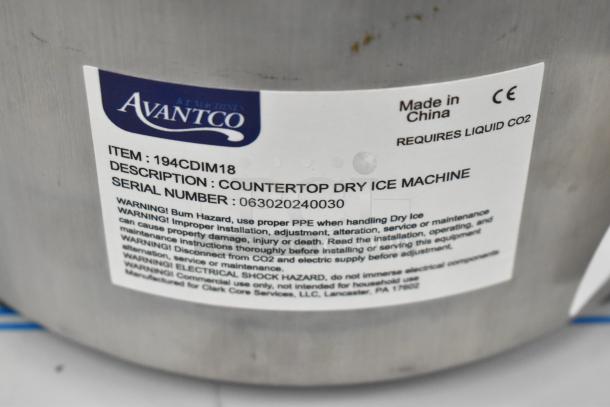 AVANTCO
Made in
China
CE
REQUIRES LIQUID CO2
ITEM : 194CDIM18
DESCRIPTION : COUNTERTOP DRY ICE MACHINE
SERIAL NUMBER : 063020240030
WARNING! Burn Hazard, use proper PPE when handling Dry Ice
WARNING! Improper installation, adjustment, alteration, service or maintenance
can cause property damage, injury or death. Read the installation, operating, and
maintenance instructions thoroughly before installing or servicing this equipment
WARNING! Disconnect from CO2 and electric supply before adjustment,
alternation, service or maintenance.
WARNING! ELECTRICAL SHOCK HAZARD, do not immerse electrical components
WARNING! Commercial use only, not intended for household use
Manufactured for Clark Core Services, LLC, Lancaster, PA 17602